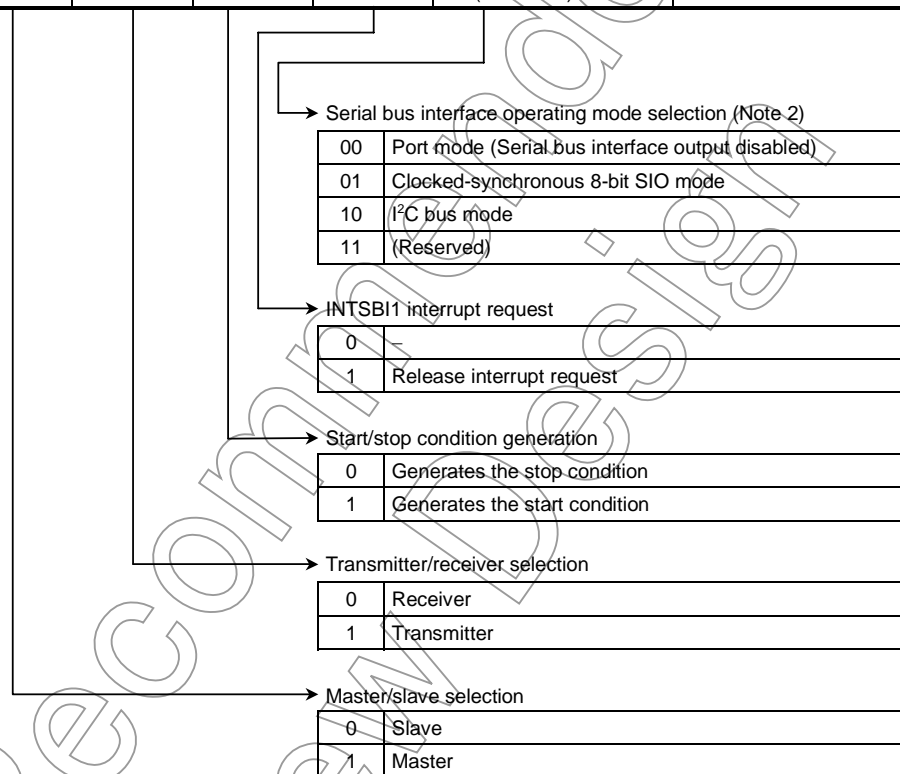 Serial bus interface operating mode selection (Note 2)
00 Port mode (Serial bus interface output disabled)
01 Clocked-synchronous 8-bit SIO mode
10 I²C bus mode
11 (Reserved)
INTSBI1 interrupt request
0 –
1 Release interrupt request
Start/stop condition generation
0 Generates the stop condition
1 Generates the start condition
Transmitter/receiver selection
0 Receiver
1 Transmitter
Master/slave selection
0 Slave
1 Master